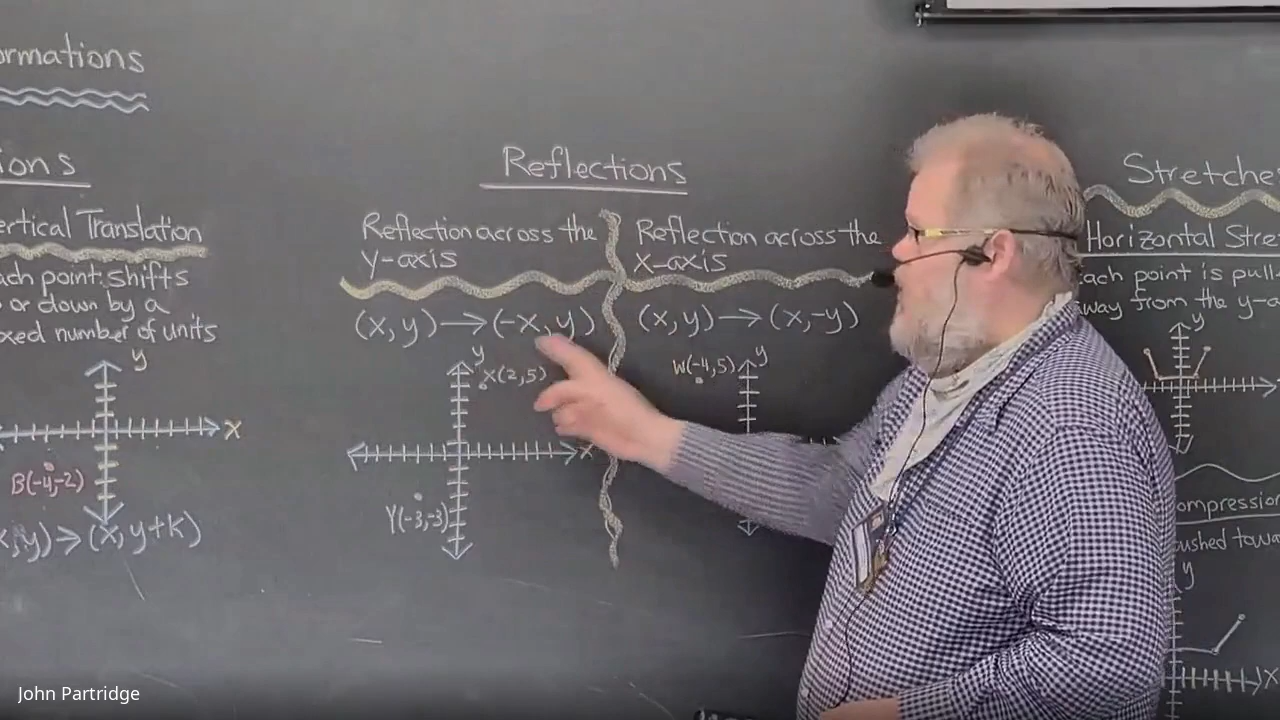 ormations
ions
ertical Translation
ach point shifts
or down by a
xed number of units
y
x
B(-4,-2)
x,y) → (x, y+k)
Reflections
Reflection across the
y-axis
(x, y) → (-x, y)
y
X(2,5)
x
Y(-3,-3)
Reflection across the
x-axis
(x, y) → (x, -y)
W(-4,5)
y
Stretche
Horizontal Stre
ach point is pull
way from the y-a
y
ompression
ushed towa
y
x
John Partridge